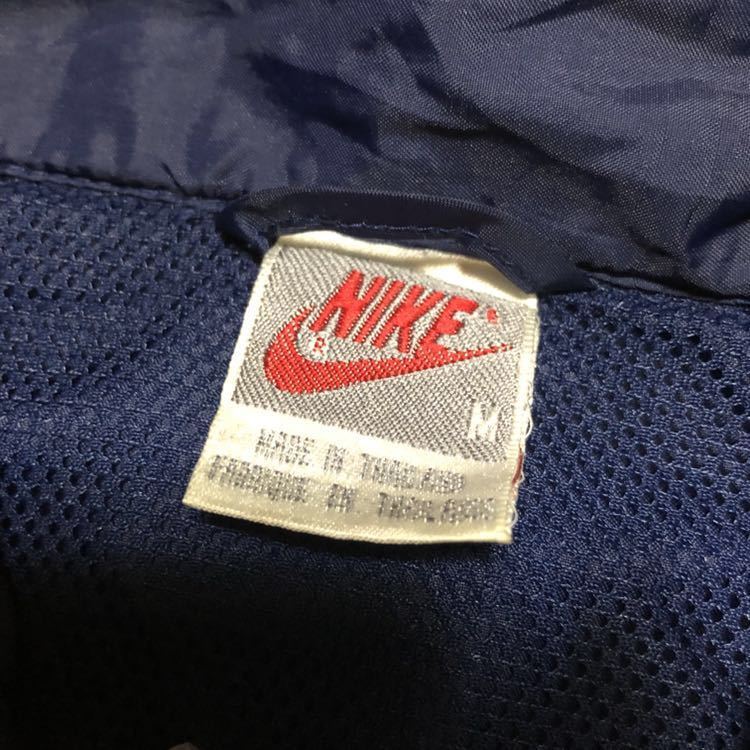 NIKE
®
M
MADE IN THAILAND
FABRIQUE EN THAILANDE